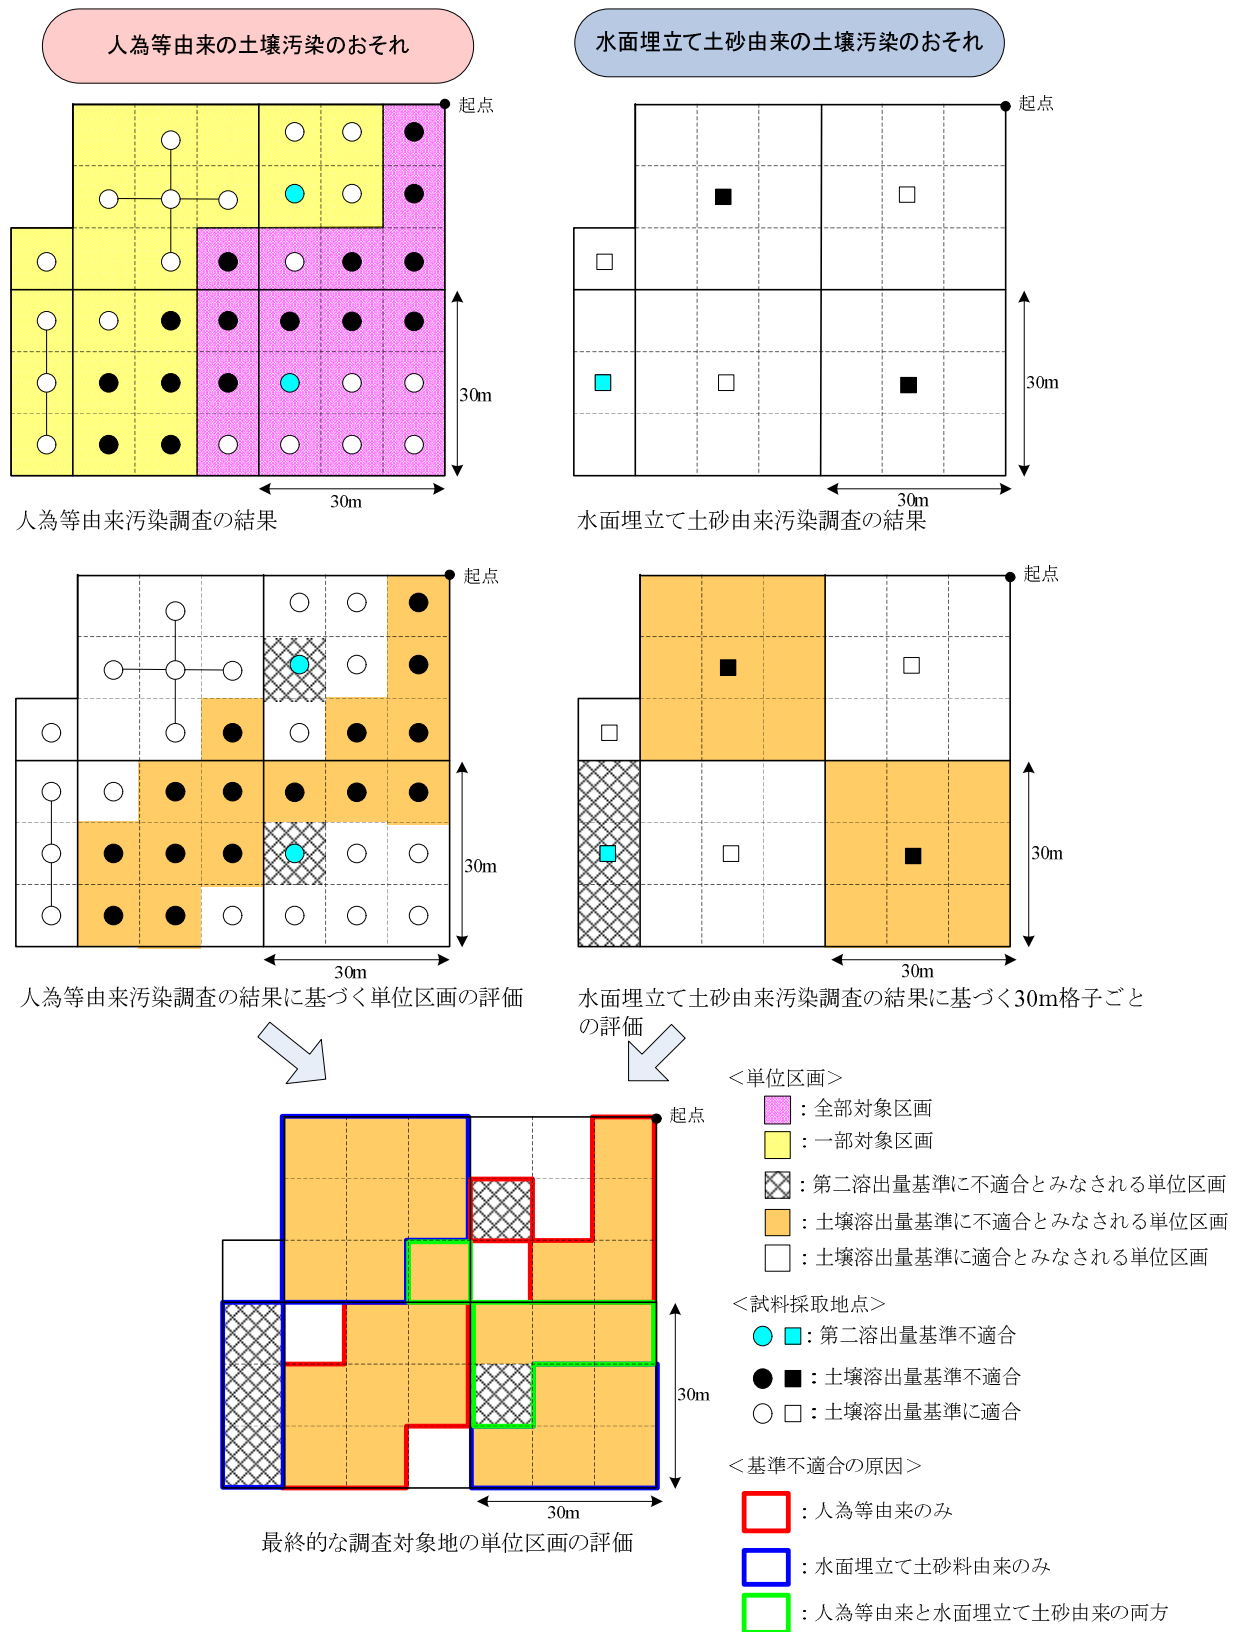 人為等由来の土壌汚染のおそれ
水面埋立て土砂由来の土壌汚染のおそれ
起点
起点
30m
30m
30m
30m
人為等由来汚染調査の結果
水面埋立て土砂由来汚染調査の結果
起点
起点
30m
30m
30m
30m
人為等由来汚染調査の結果に基づく単位区画の評価
水面埋立て土砂由来汚染調査の結果に基づく30m格子ごと
の評価
起点
30m
30m
最終的な調査対象地の単位区画の評価
＜単位区画＞
：全部対象区画
：一部対象区画
：第二溶出量基準に不適合とみなされる単位区画
：土壌溶出量基準に不適合とみなされる単位区画
：土壌溶出量基準に適合とみなされる単位区画
＜試料採取地点＞
：第二溶出量基準不適合
：土壌溶出量基準不適合
：土壌溶出量基準に適合
＜基準不適合の原因＞
：人為等由来のみ
：水面埋立て土砂料由来のみ
：人為等由来と水面埋立て土砂由来の両方